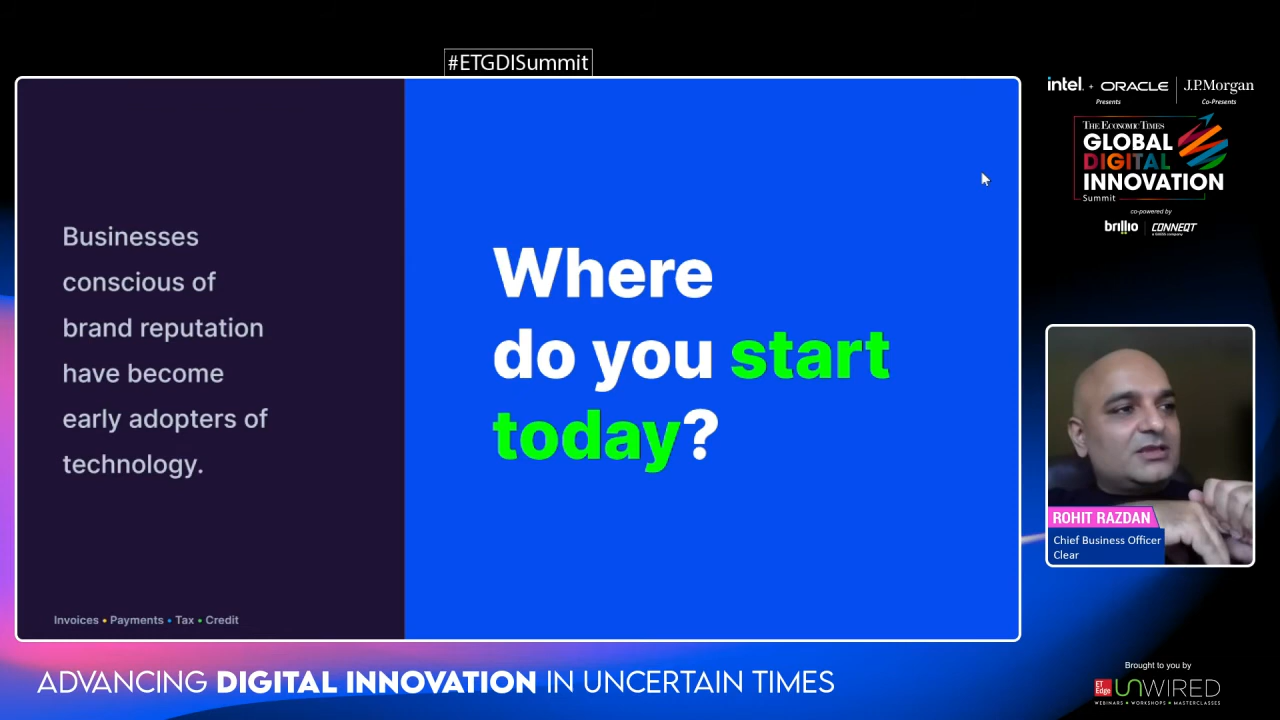 #ETGDISummit
Businesses
conscious of
brand reputation
have become
early adopters of
technology.
Invoices • Payments • Tax • Credit
Where
do you start
today?
intel. + ORACLE | J.P.Morgan
Presents
Co-Presents
THE ECONOMIC TIMES
GLOBAL
DIGITAL
INNOVATION
Summit
co-powered by
brillio | CONNEQT
ROHIT RAZDAN
Chief Business Officer
Clear
ADVANCING DIGITAL INNOVATION IN UNCERTAIN TIMES
Brought to you by
ET Edge UNWIRED
WEBINARS • WORKSHOPS • MASTERCLASSES